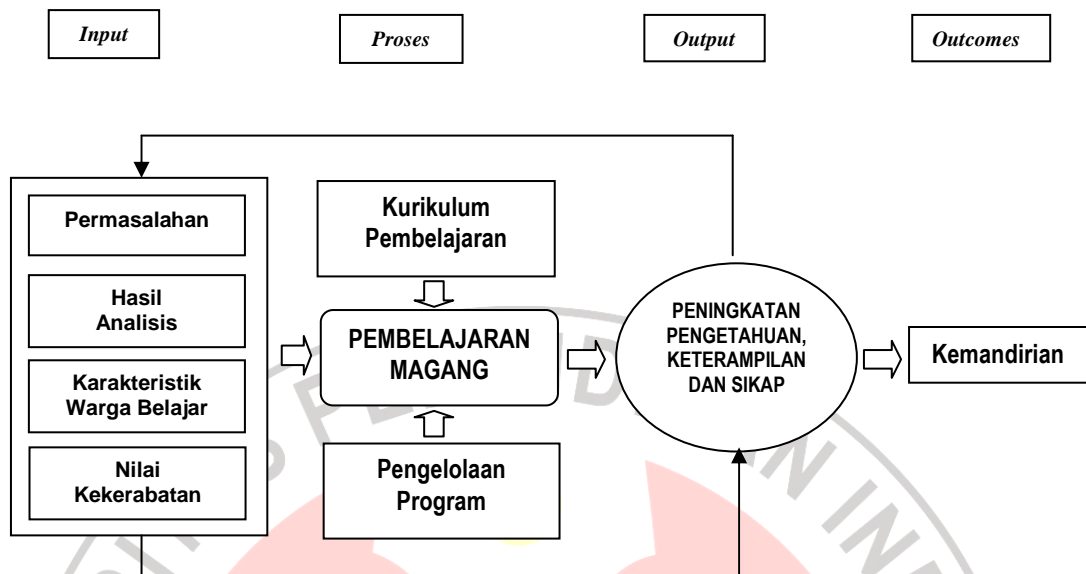 Input
Proses
Output
Outcomes
Permasalahan
Hasil
Analisis
Karakteristik
Warga Belajar
Nilai
Kekerabatan
Kurikulum
Pembelajaran
PEMBELAJARAN
MAGANG
Pengelolaan
Program
PENINGKATAN
PENGETAHUAN,
KETERAMPILAN
DAN SIKAP
Kemandirian